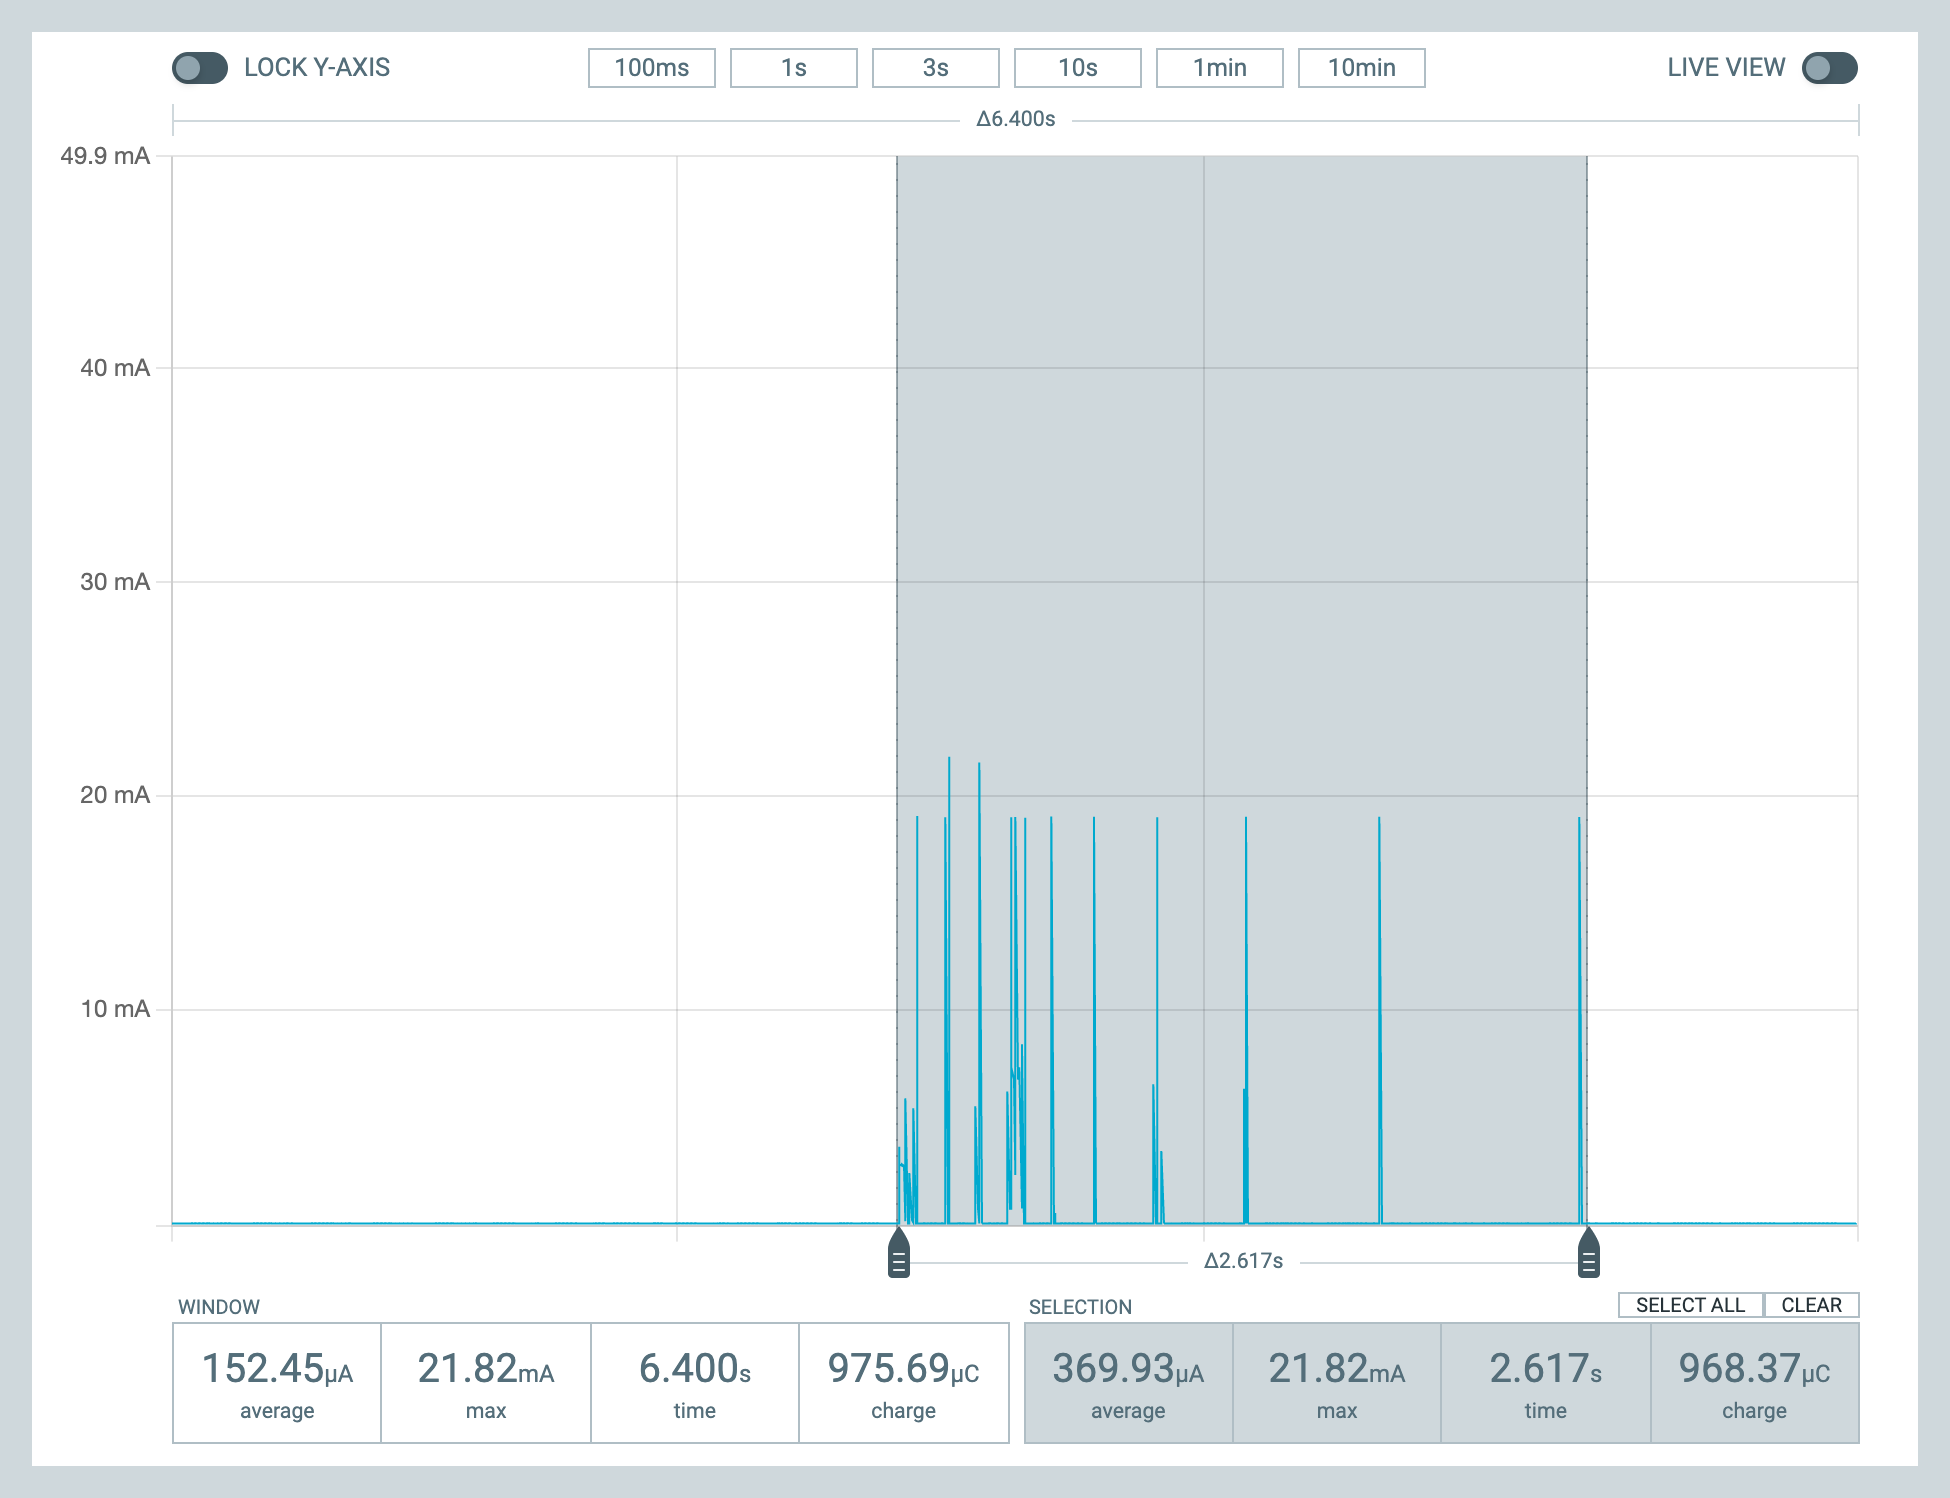 LOCK Y-AXIS 100ms 1s 3s 10s 1min 10min LIVE VIEW
Δ6.400s
49.9 mA
40 mA
30 mA
20 mA
10 mA
Δ2.617s
WINDOW SELECTION SELECT ALL CLEAR
152.45μA 21.82mA 6.400s 975.69μC 369.93μA 21.82mA 2.617s 968.37μC
average max time charge average max time charge